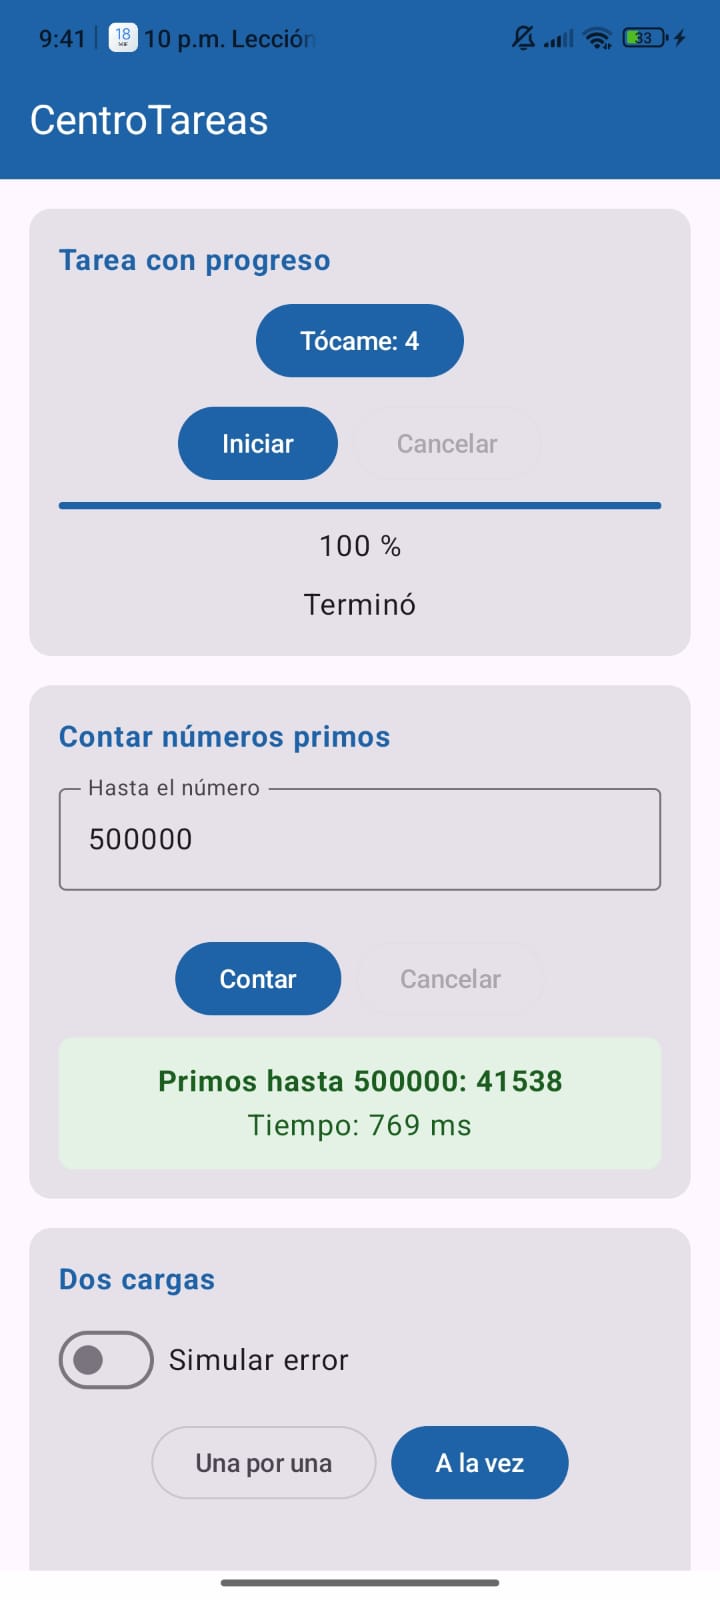 9:41 18 10 p.m. Lección 33
CentroTareas
Tarea con progreso
Tócame: 4
Iniciar Cancelar
100 %
Terminó
Contar números primos
Hasta el número
500000
Contar Cancelar
Primos hasta 500000: 41538
Tiempo: 769 ms
Dos cargas
Simular error
Una por una A la vez